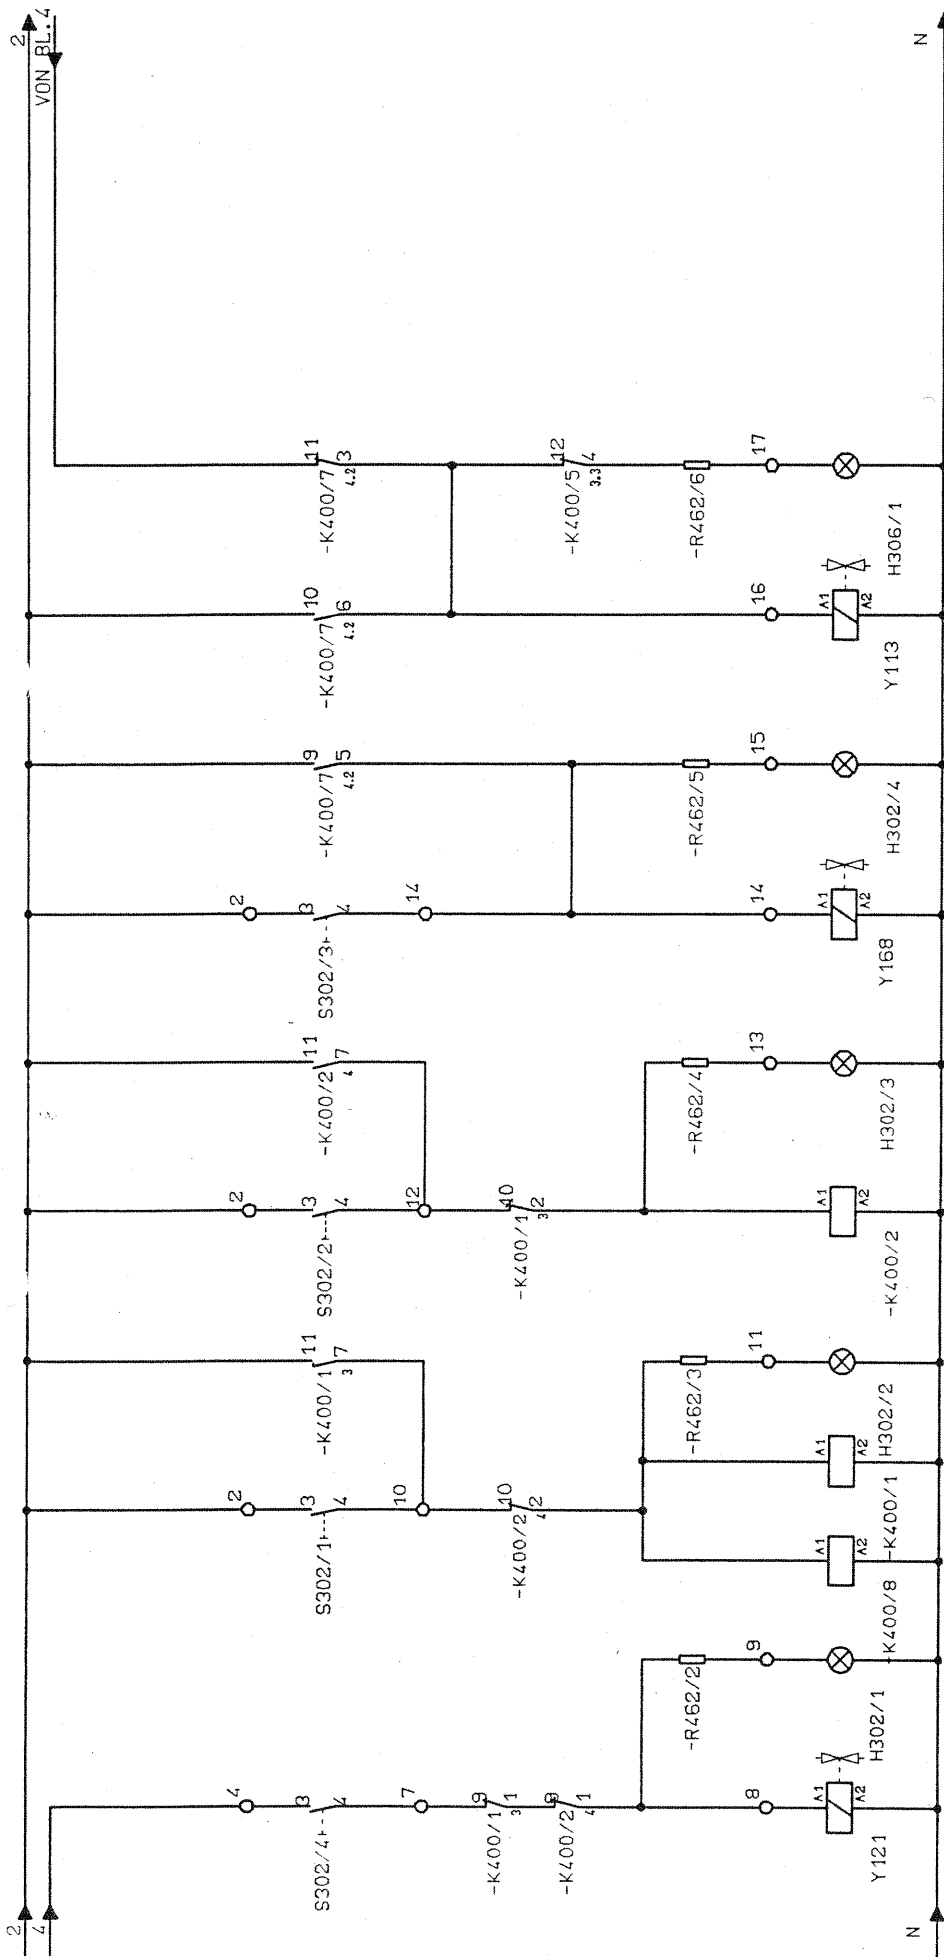 2
4
2
VON BL.4
4
3
S302/4
4
7
9
-K400/1
3
1
9
-K400/2
4
1
8
A1
A2
Y121
-R462/2
9
H302/1
2
3
S302/1
4
10
10
-K400/2
4
2
11
-K400/1
3
7
A1
A2
-K400/8
A1
A2
-K400/1
-R462/3
11
H302/2
2
3
S302/2
4
12
10
-K400/1
3
2
11
-K400/2
4
7
A1
A2
-K400/2
-R462/4
13
H302/3
2
3
S302/3
4
14
9
-K400/7
4.2
5
14
A1
A2
Y168
-R462/5
15
H302/4
10
-K400/7
4.2
6
11
-K400/7
4.2
3
12
-K400/5
3.3
4
16
A1
A2
Y113
-R462/6
17
H306/1
N
N